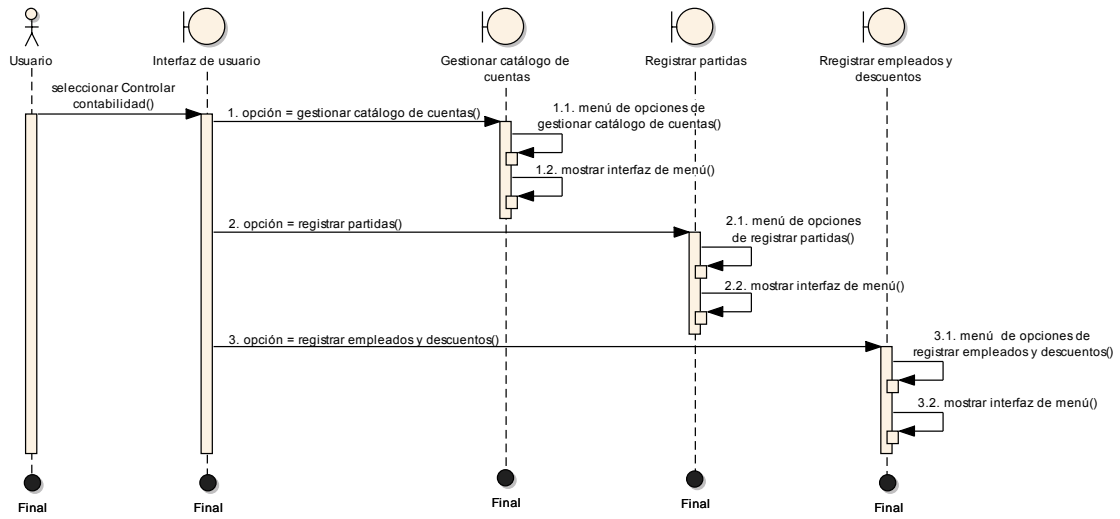 Usuario
Interfaz de usuario
Gestionar catálogo de
cuentas
Registrar partidas
Rregistrar empleados y
descuentos
seleccionar Controlar
contabilidad()
1. opción = gestionar catálogo de cuentas()
1.1. menú de opciones de
gestionar catálogo de cuentas()
1.2. mostrar interfaz de menú()
2. opción = registrar partidas()
2.1. menú de opciones
de registrar partidas()
2.2. mostrar interfaz de menú()
3. opción = registrar empleados y descuentos()
3.1. menú  de opciones de
registrar empleados y descuentos()
3.2. mostrar interfaz de menú()
Final
Final
Final
Final
Final